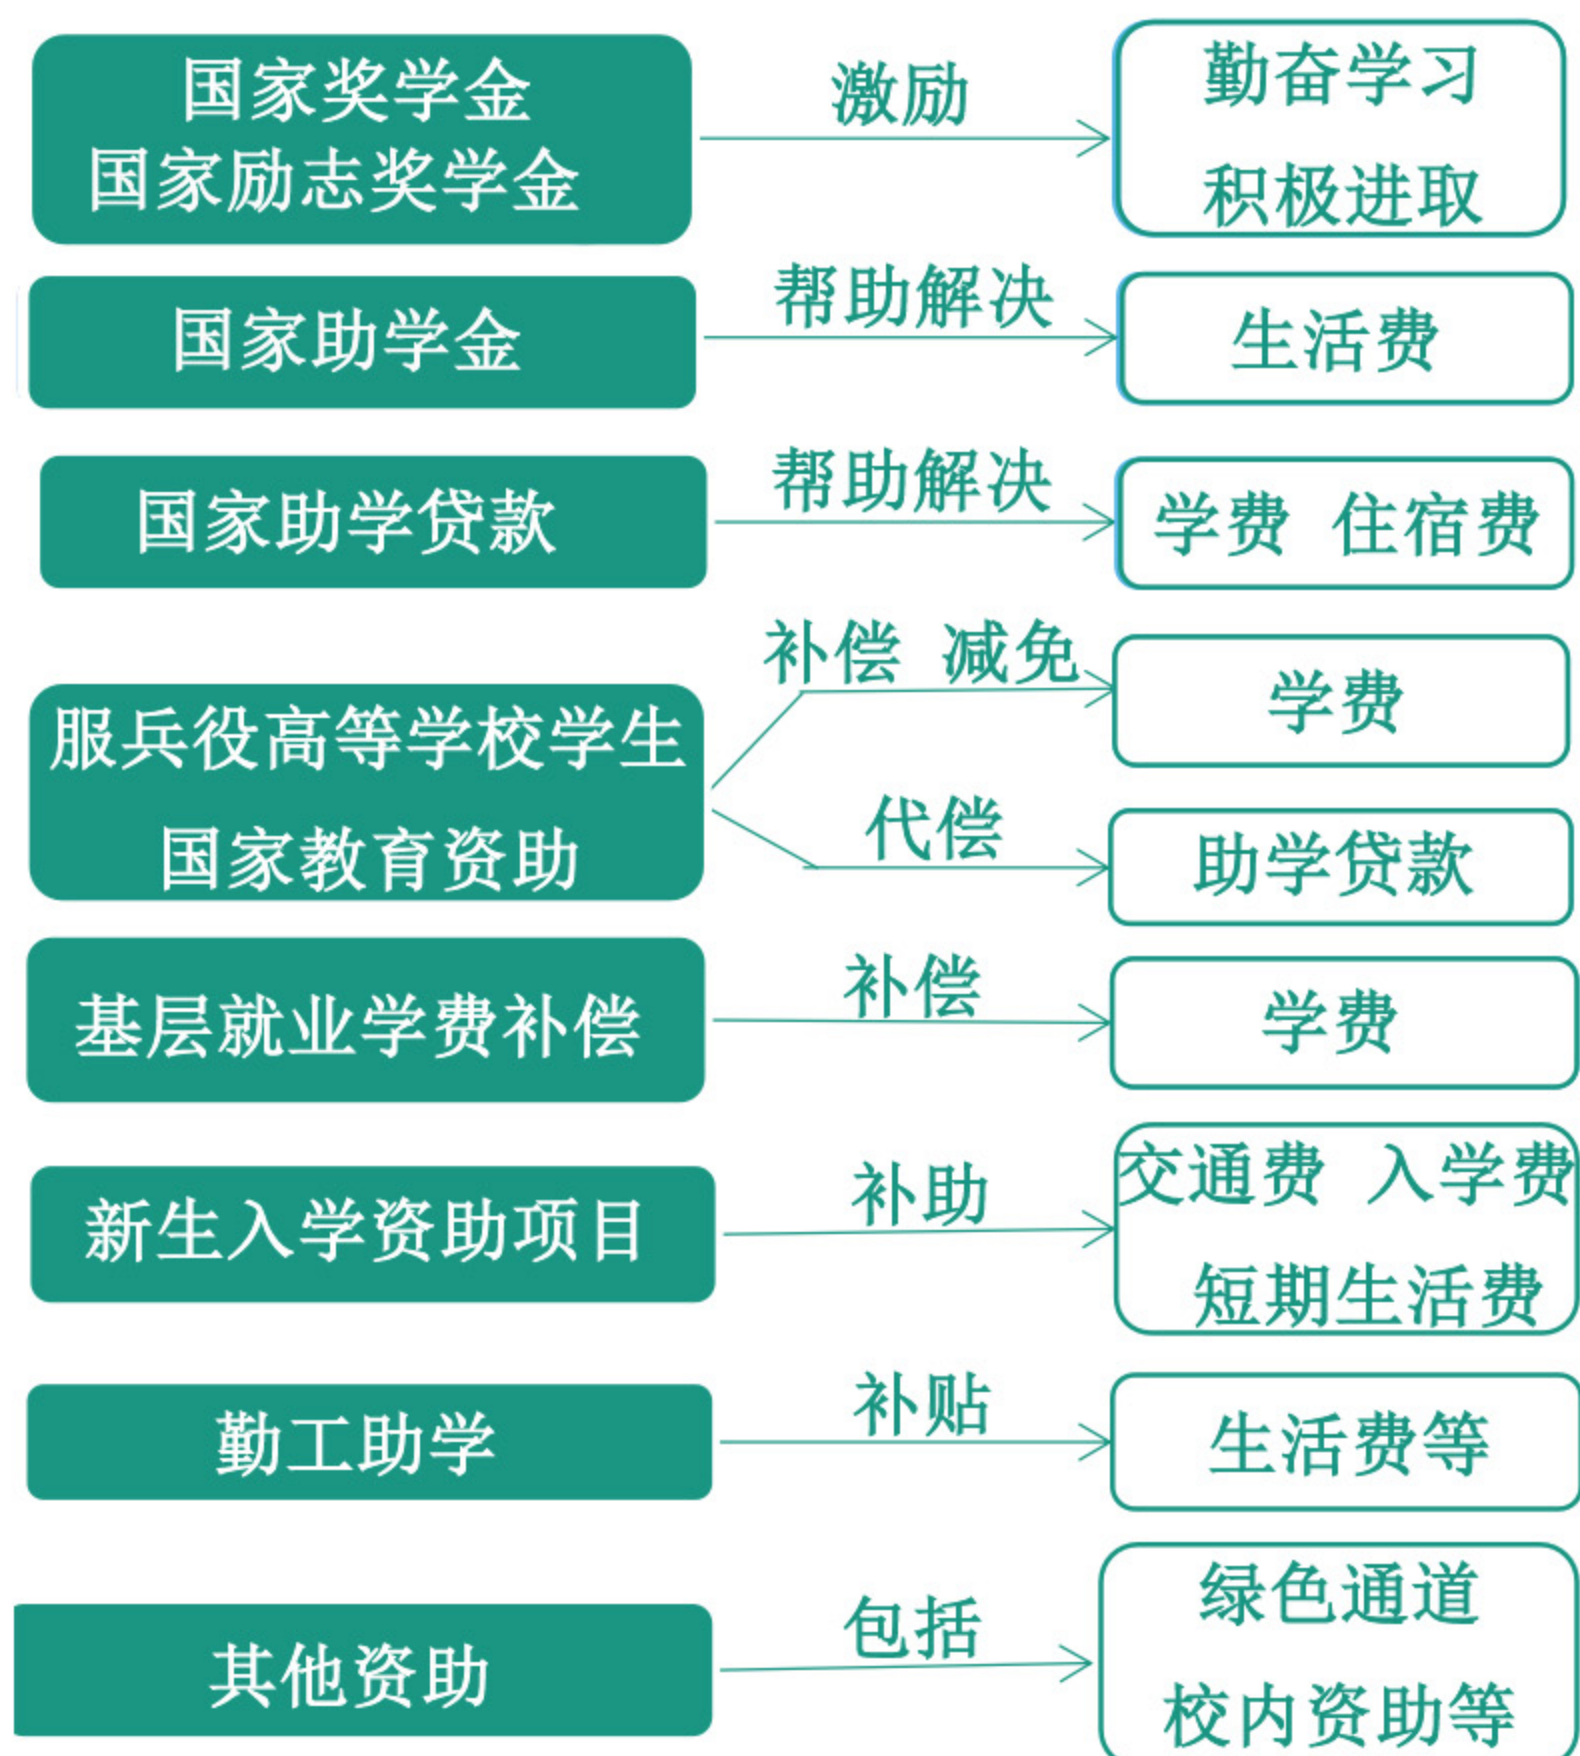 国家奖学金
国家励志奖学金
激励
勤奋学习
积极进取
国家助学金
帮助解决
生活费
国家助学贷款
帮助解决
学费 住宿费
服兵役高等学校学生
国家教育资助
补偿 减免
学费
代偿
助学贷款
基层就业学费补偿
补偿
学费
新生入学资助项目
补助
交通费 入学费
短期生活费
勤工助学
补贴
生活费等
其他资助
包括
绿色通道
校内资助等